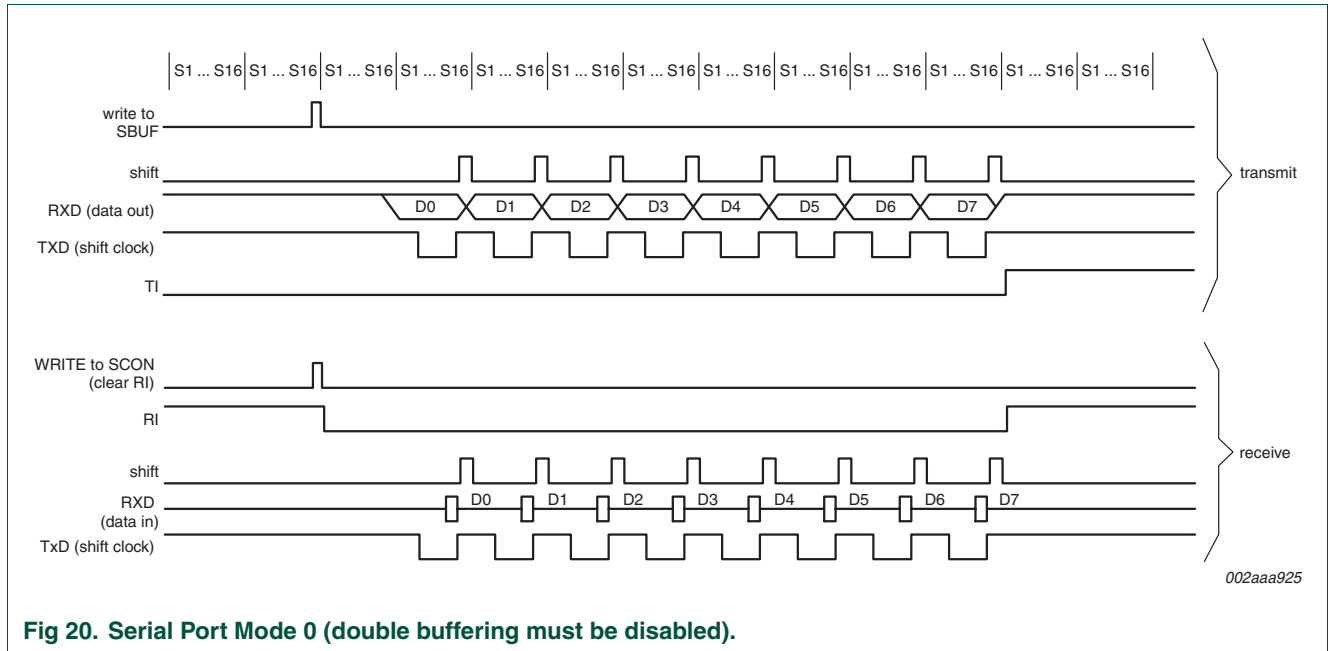 S1 ... S16 S1 ... S16 S1 ... S16 S1 ... S16 S1 ... S16 S1 ... S16 S1 ... S16 S1 ... S16 S1 ... S16 S1 ... S16 S1 ... S16 S1 ... S16 S1 ... S16
write to
SBUF
shift
transmit
RXD (data out)
D0 D1 D2 D3 D4 D5 D6 D7
TXD (shift clock)
TI
WRITE to SCON
(clear RI)
RI
shift
receive
RXD
(data in)
D0 D1 D2 D3 D4 D5 D6 D7
TxD (shift clock)
002aaa925
Fig 20. Serial Port Mode 0 (double buffering must be disabled).